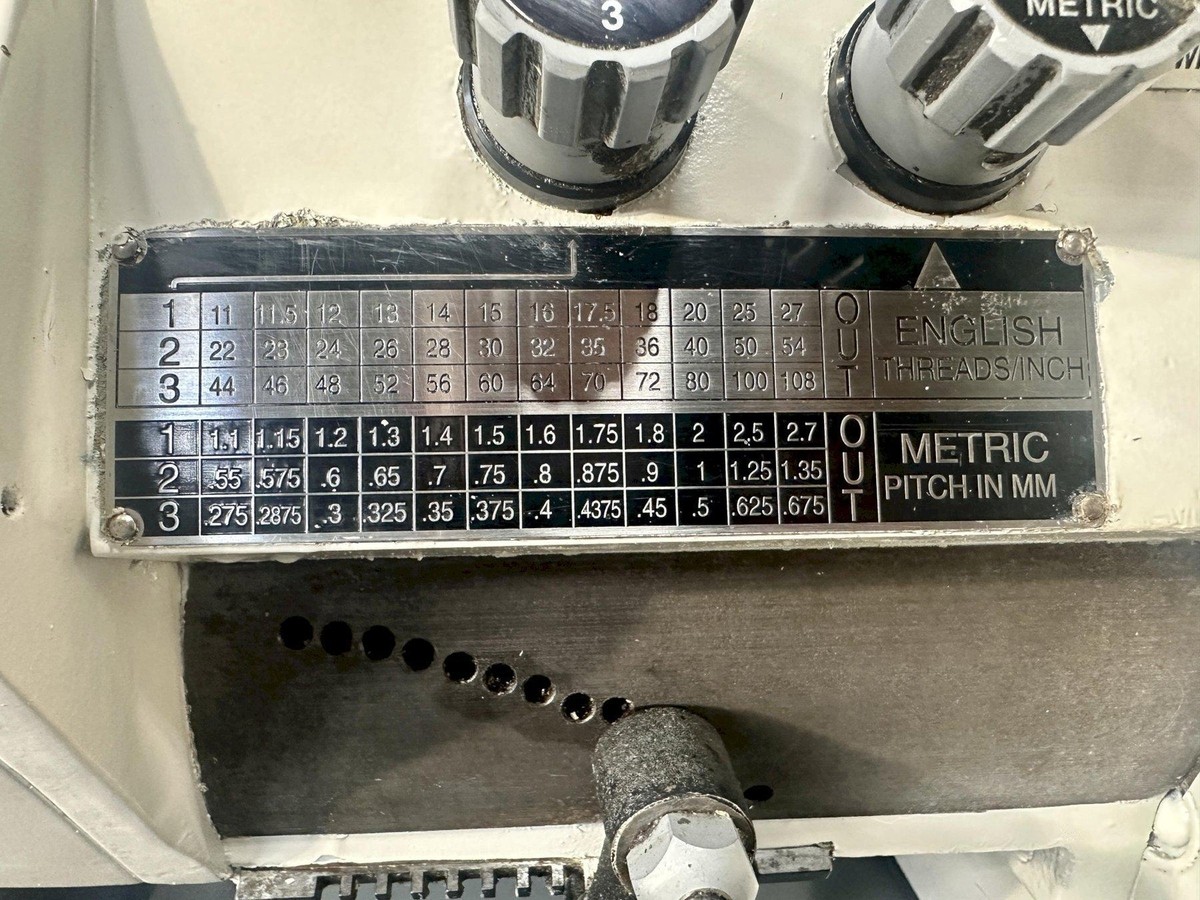 3
METRIC
1 11 11.5 12 13 14 15 16 17.5 18 20 25 27
2 22 23 24 26 28 30 32 35 36 40 50 54
3 44 46 48 52 56 60 64 70 72 80 100 108
OUT
ENGLISH
THREADS/INCH
1 1.1 1.15 1.2 1.3 1.4 1.5 1.6 1.75 1.8 2 2.5 2.7
2 .55 .575 .6 .65 .7 .75 .8 .875 .9 1 1.25 1.35
3 .275 .2875 .3 .325 .35 .375 .4 .4375 .45 .5 .625 .675
OUT
METRIC
PITCH IN MM